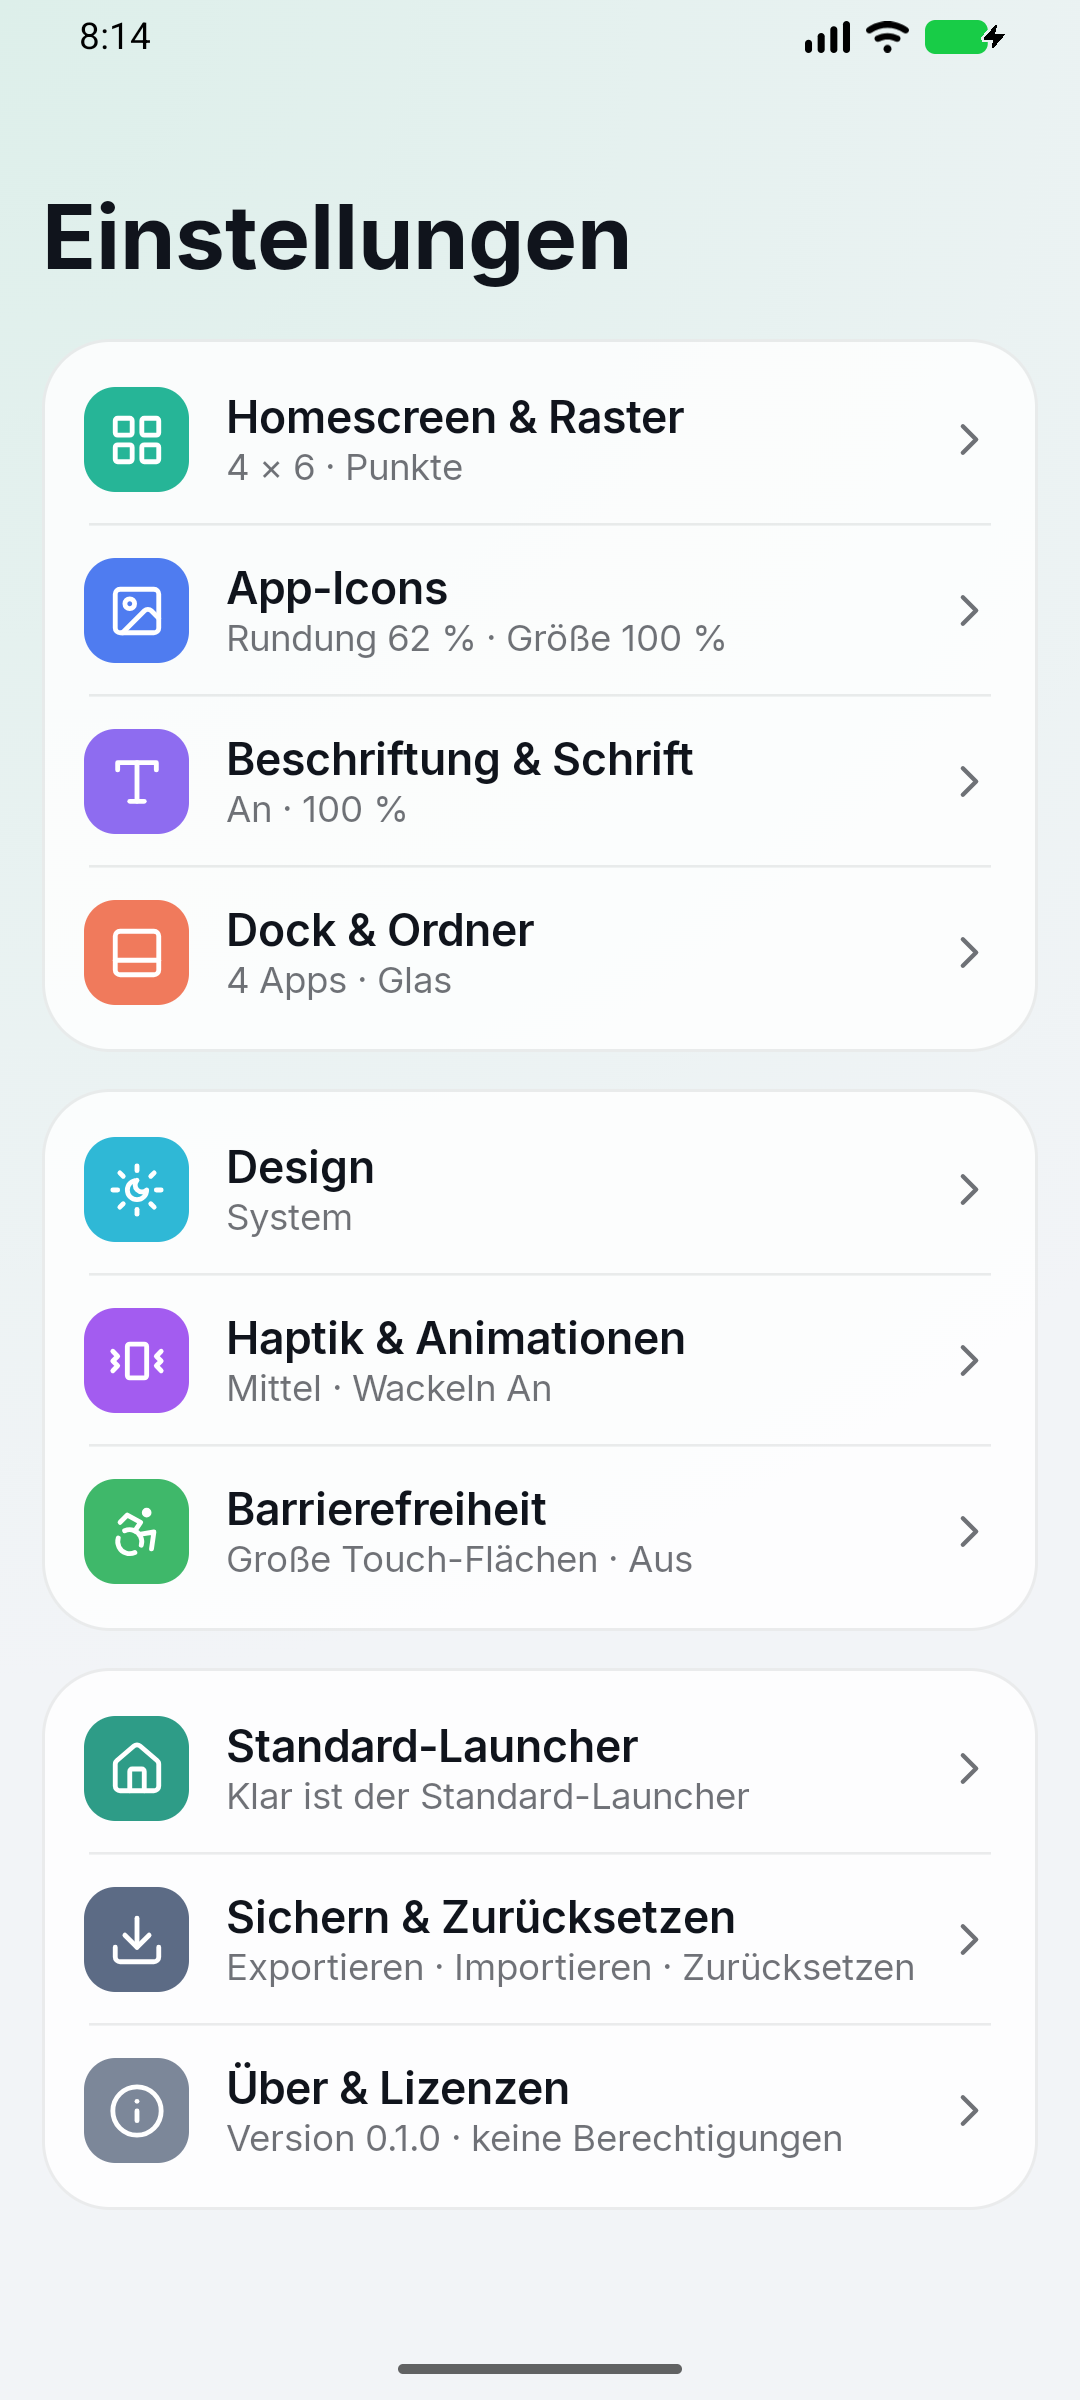 8:14
Einstellungen
Homescreen & Raster
4 × 6 · Punkte
App-Icons
Rundung 62 % · Größe 100 %
Beschriftung & Schrift
An · 100 %
Dock & Ordner
4 Apps · Glas
Design
System
Haptik & Animationen
Mittel · Wackeln An
Barrierefreiheit
Große Touch-Flächen · Aus
Standard-Launcher
Klar ist der Standard-Launcher
Sichern & Zurücksetzen
Exportieren · Importieren · Zurücksetzen
Über & Lizenzen
Version 0.1.0 · keine Berechtigungen